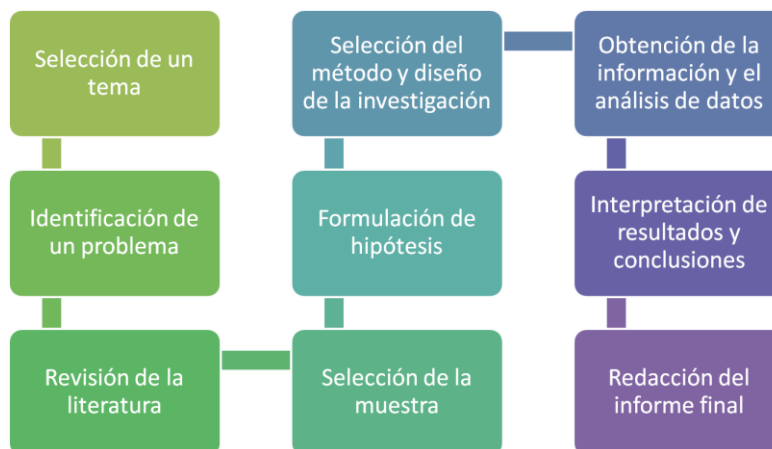 Selección de un
tema
Identificación de
un problema
Revisión de la
literatura
Selección de la
muestra
Formulación de
hipótesis
Selección del
método y diseño
de la investigación
Obtención de la
información y el
análisis de datos
Interpretación de
resultados y
conclusiones
Redacción del
informe final